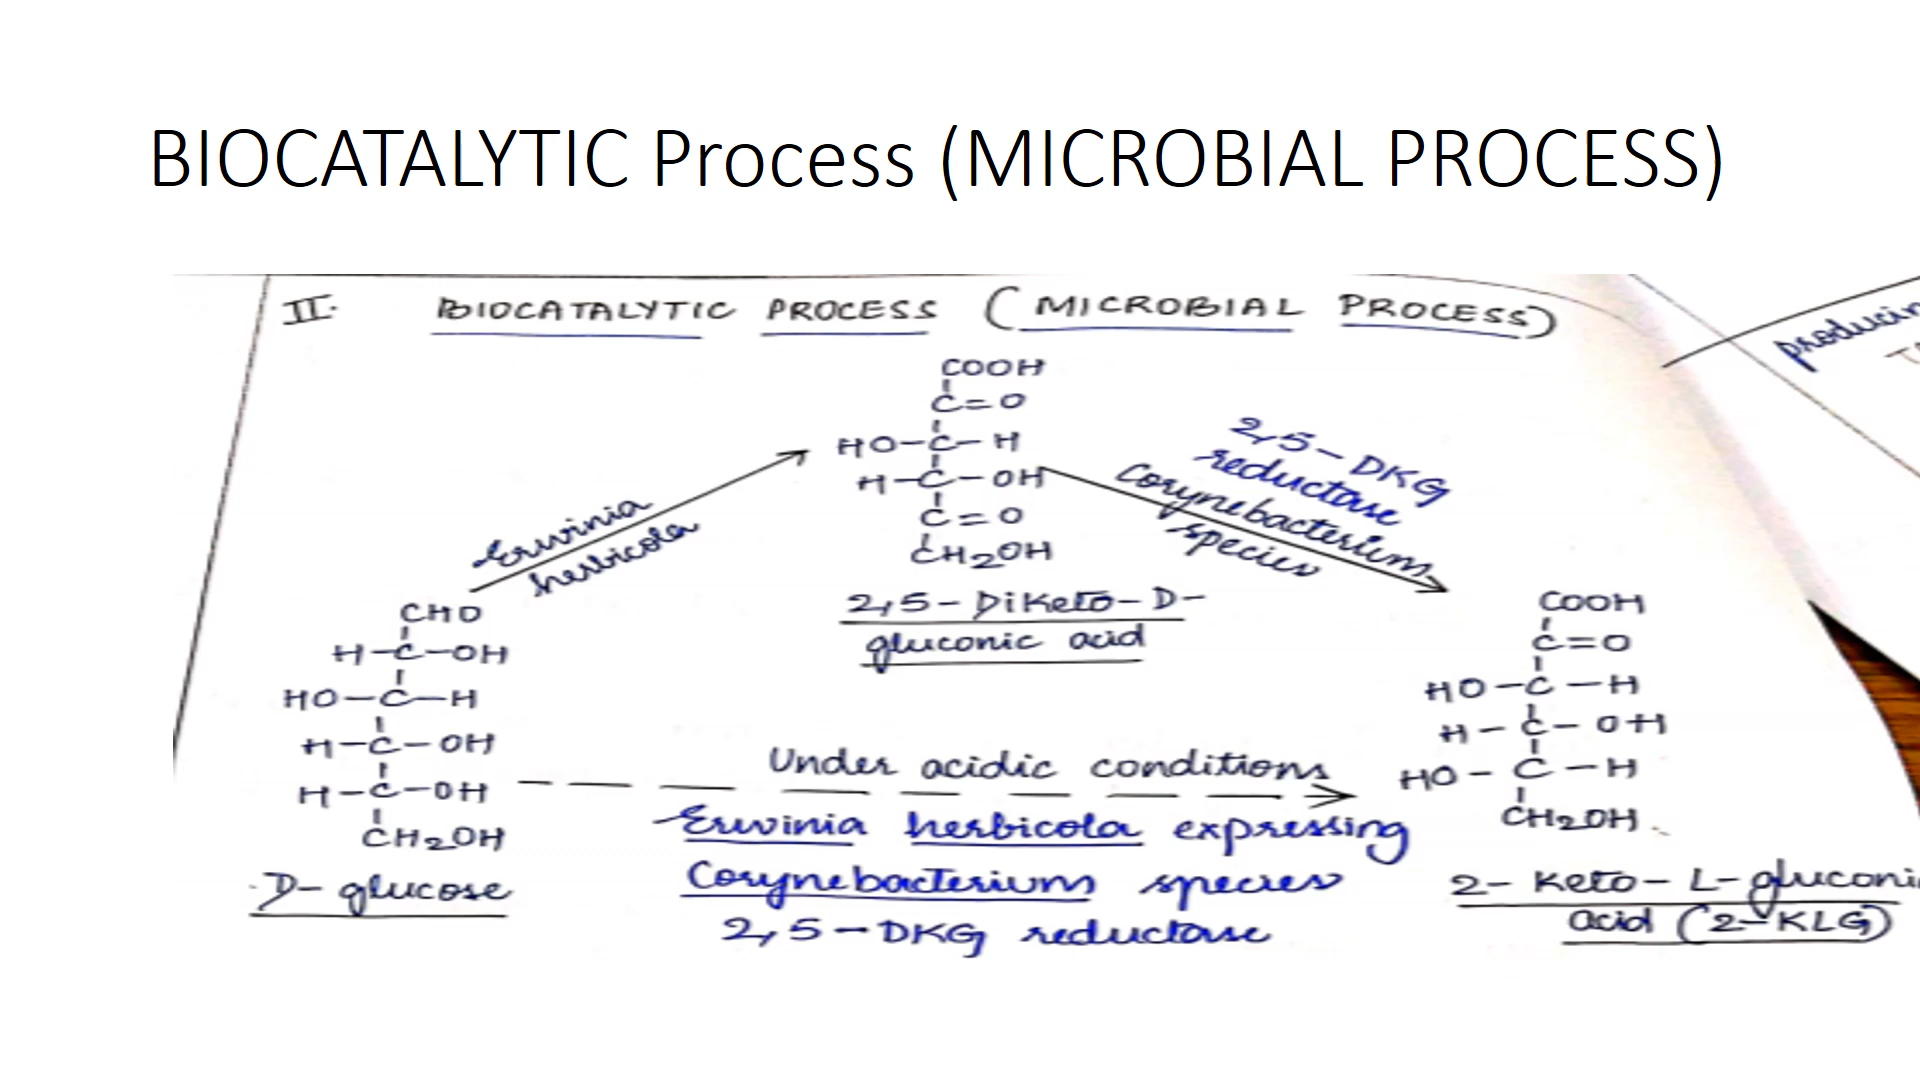 BIOCATALYTIC Process (MICROBIAL PROCESS)
II. BIOCATALYTIC PROCESS (MICROBIAL PROCESS)
COOH
C=O
HO-C-H
H-C-OH
C=O
CH2OH
2,5-Diketo-D-
gluconic acid
Erwinia
herbicola
2,5-DKG
reductase
Corynebacterium
species
CHO
H-C-OH
HO-C-H
H-C-OH
H-C-OH
CH2OH
D-glucose
Under acidic conditions
Erwinia herbicola expressing
Corynebacterium species
2,5-DKG reductase
COOH
C=O
HO-C-H
H-C-OH
HO-C-H
CH2OH
2-Keto-L-gluconi
acid (2-KLG)
producin